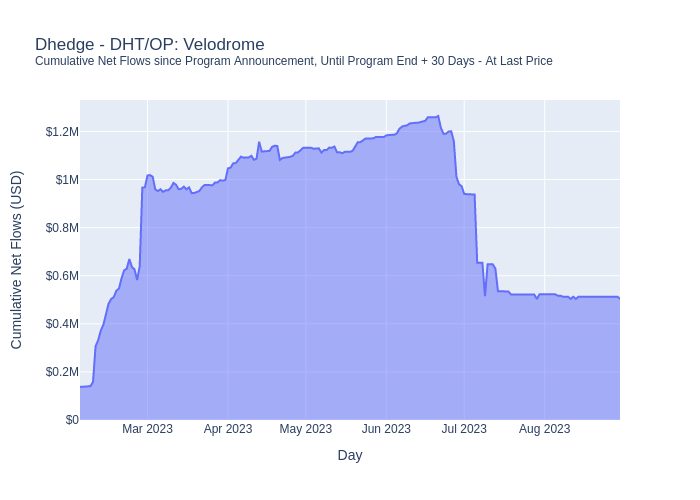 Dhedge - DHT/OP: Velodrome
Cumulative Net Flows since Program Announcement, Until Program End + 30 Days - At Last Price
Cumulative Net Flows (USD)
$1.2M
$1M
$0.8M
$0.6M
$0.4M
$0.2M
$0
Mar 2023 Apr 2023 May 2023 Jun 2023 Jul 2023 Aug 2023
Day